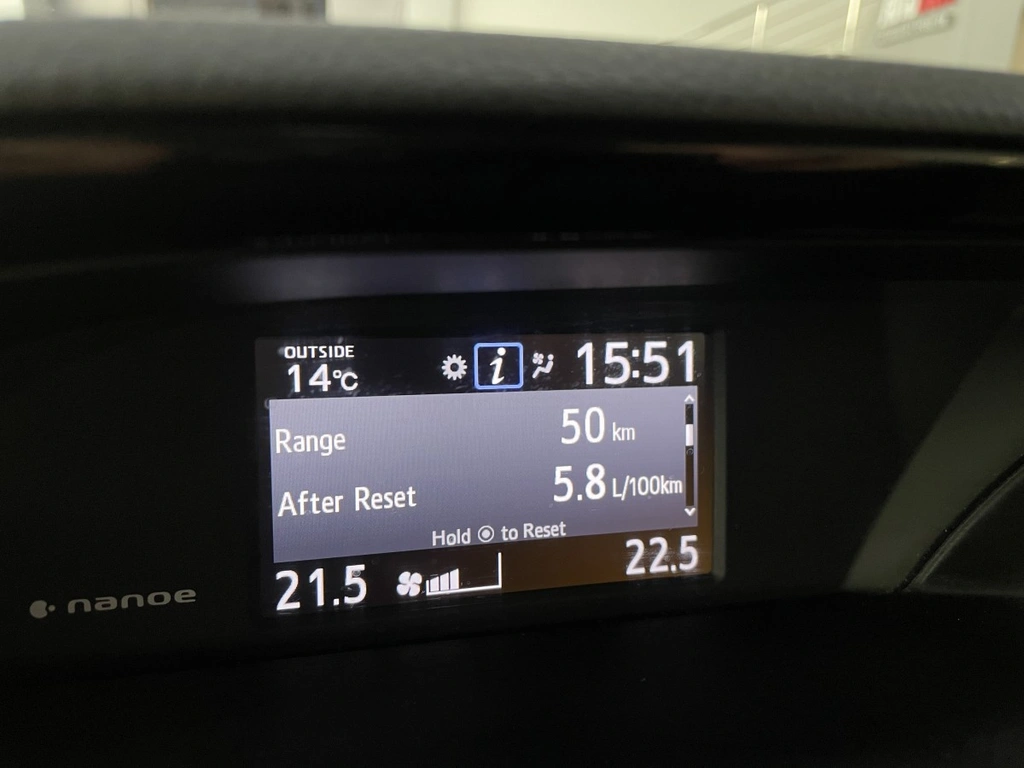 OUTSIDE
14°C
i
15:51
Range 50 km
After Reset 5.8 L/100km
Hold ◉ to Reset
21.5
22.5
nanoe